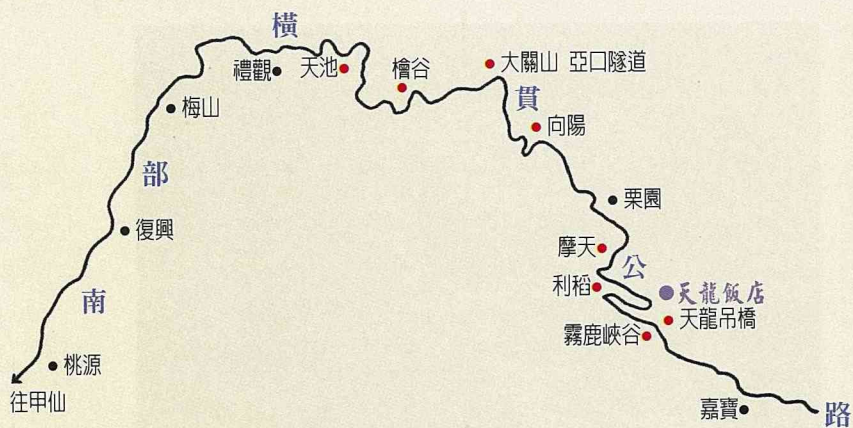 南部橫貫公路
禮觀
天池
檜谷
大關山 亞口隧道
梅山
向陽
復興
栗園
摩天
利稻
天龍飯店
天龍吊橋
霧鹿峽谷
桃源
往甲仙
嘉寶